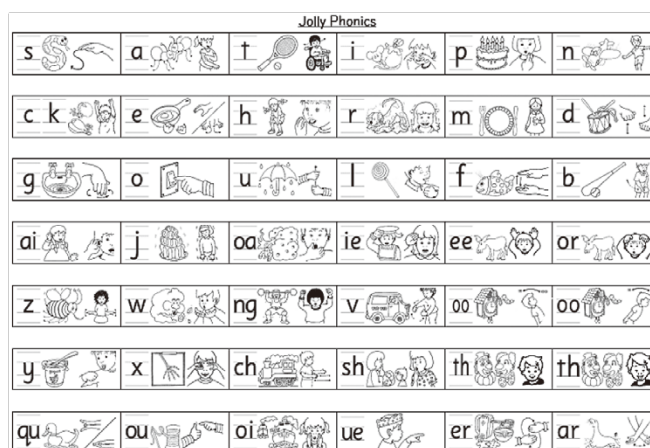 Jolly Phonics
s a t i p n
c k e h r m d
g o u l f b
ai j oa ie ee or
z w ng v oo oo
y x ch sh th th
qu ou oi ue er ar